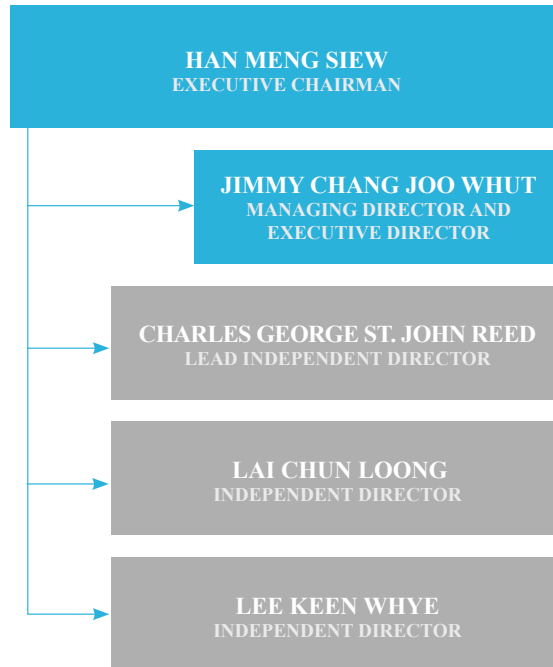 HAN MENG SIEW
EXECUTIVE CHAIRMAN
JIMMY CHANG JOO WHUT
MANAGING DIRECTOR AND
EXECUTIVE DIRECTOR
CHARLES GEORGE ST. JOHN REED
LEAD INDEPENDENT DIRECTOR
LAI CHUN LOONG
INDEPENDENT DIRECTOR
LEE KEEN WHYE
INDEPENDENT DIRECTOR